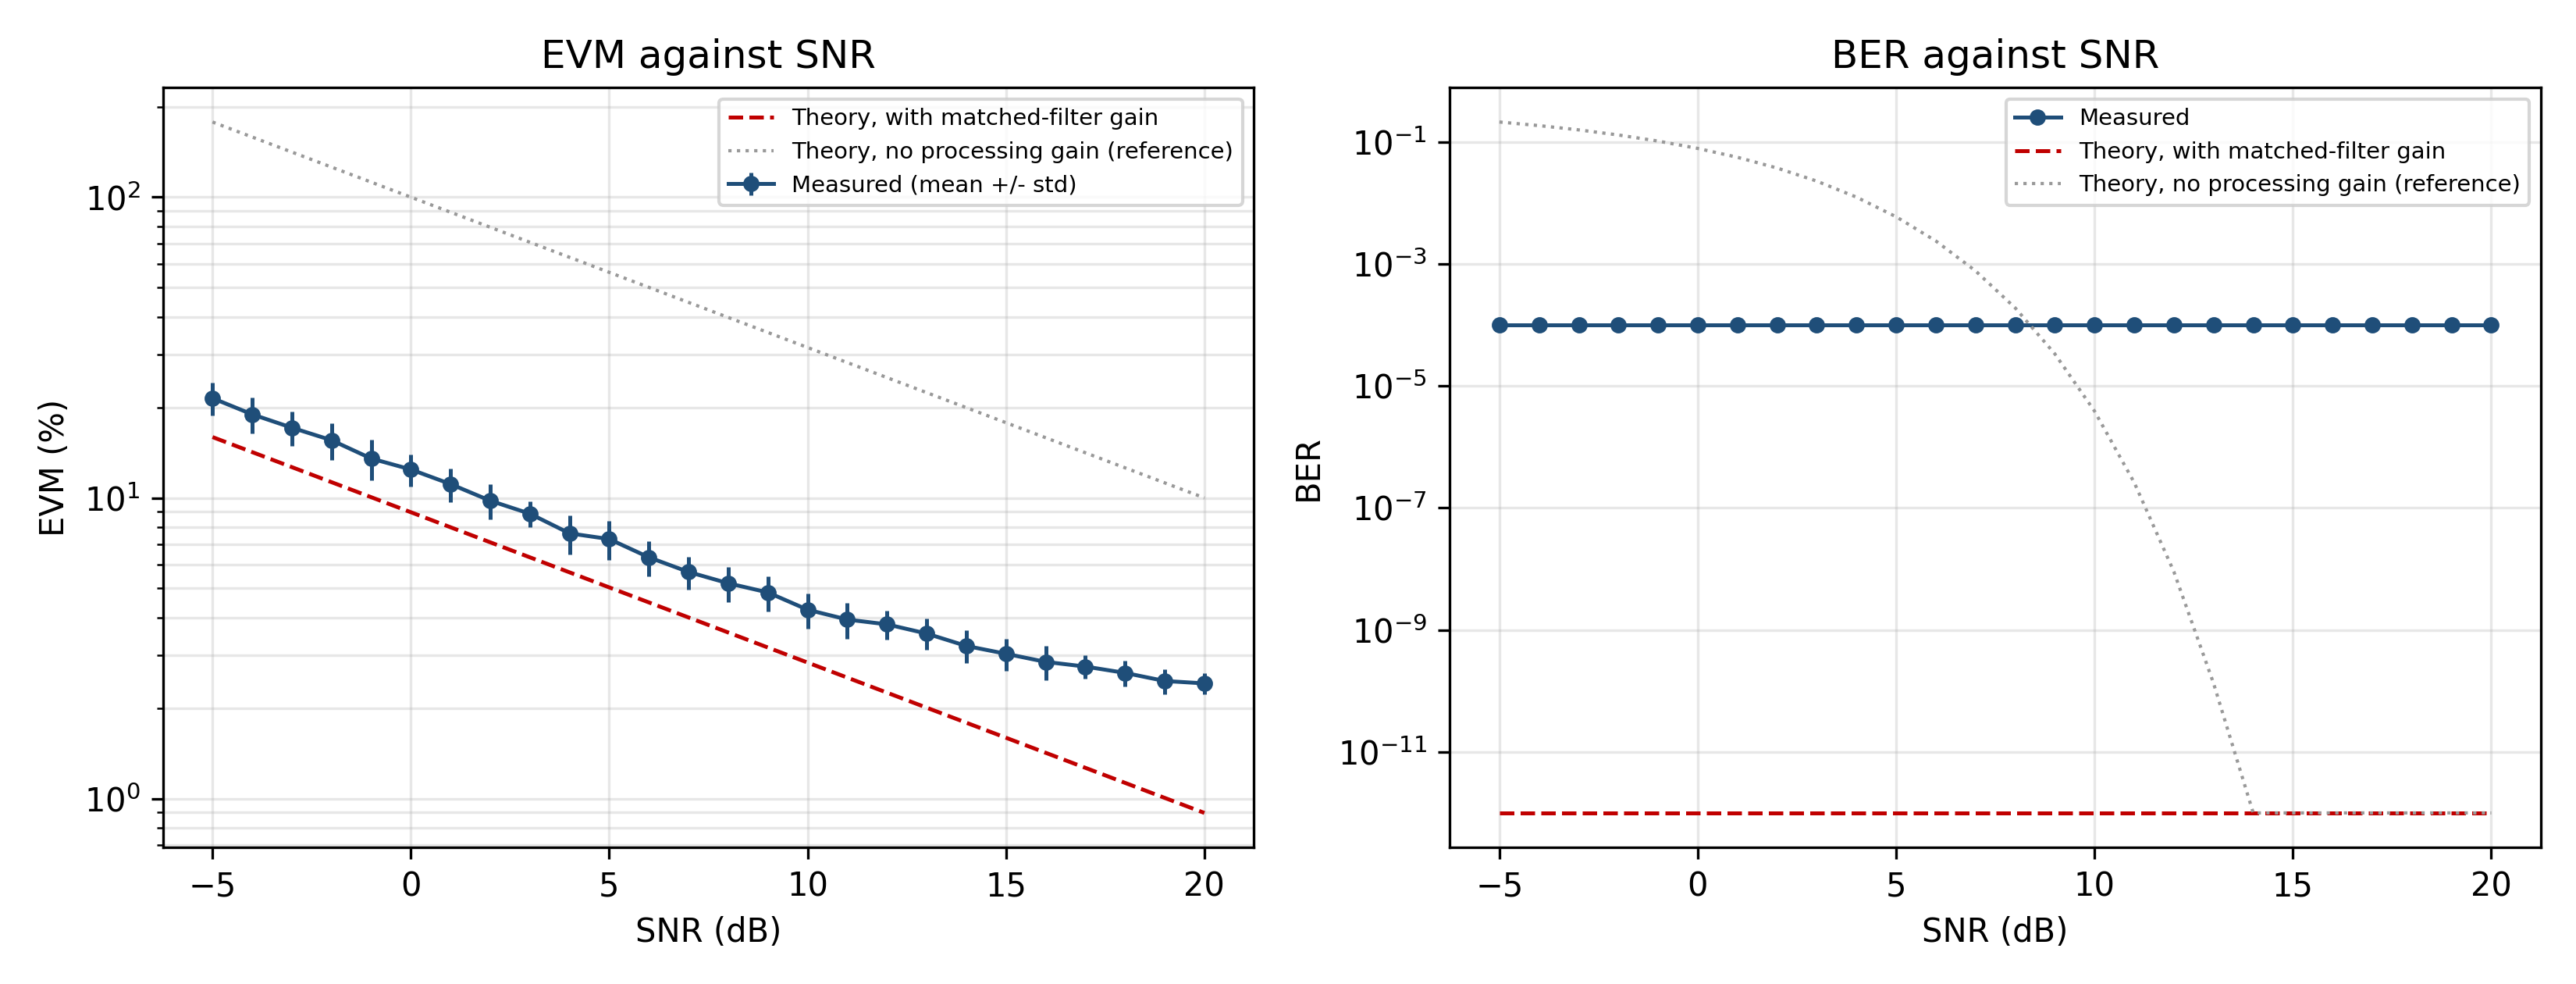 EVM against SNR
Theory, with matched-filter gain
Theory, no processing gain (reference)
Measured (mean +/- std)
10²
10¹
10⁰
EVM (%)
−5
0
5
10
15
20
SNR (dB)
BER against SNR
Measured
Theory, with matched-filter gain
Theory, no processing gain (reference)
10⁻¹
10⁻³
10⁻⁵
10⁻⁷
10⁻⁹
10⁻¹¹
BER
−5
0
5
10
15
20
SNR (dB)